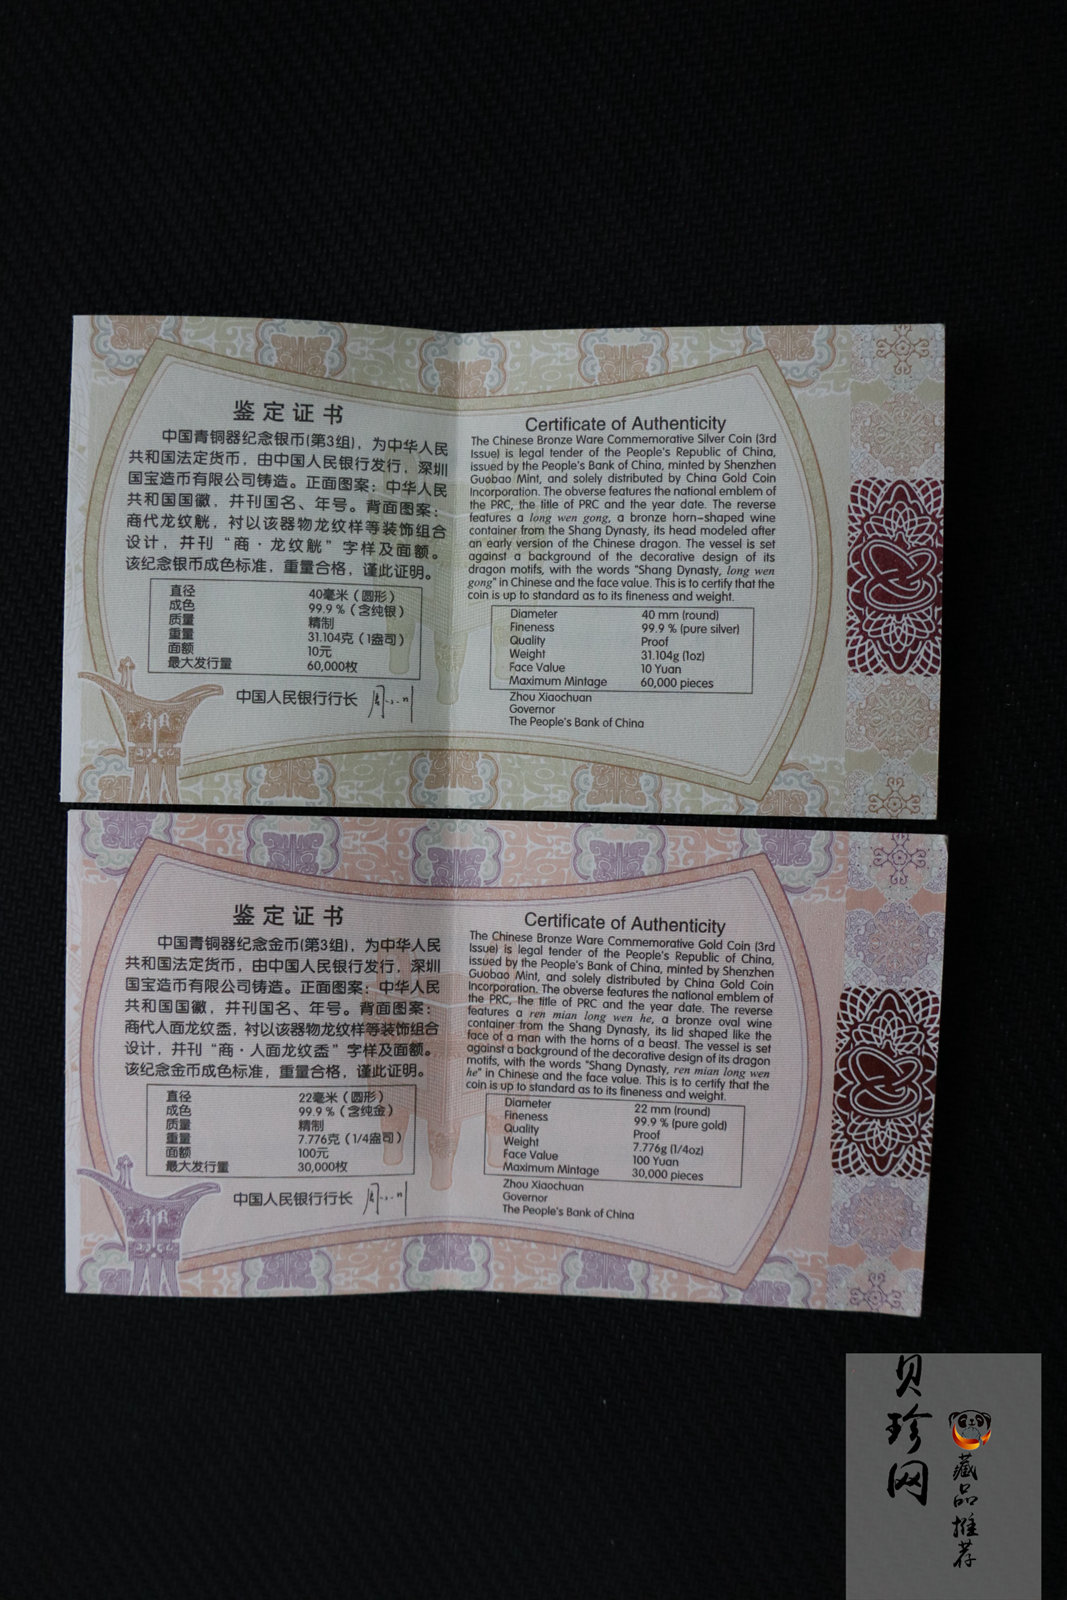 鉴定证书
中国青铜器纪念银币(第3组)，为中华人民
共和国法定货币，由中国人民银行发行，深圳
国宝造币有限公司铸造。正面图案：中华人民
共和国国徽，并刊国名、年号。背面图案：
商代龙纹觥，衬以该器物龙纹样等装饰组合
设计，并刊“商·龙纹觥”字样及面额。
该纪念银币成色标准，重量合格，谨此证明。
直径 40毫米（圆形）
成色 99.9 %（含纯银）
质量 精制
重量 31.104克（1盎司）
面额 10元
最大发行量 60,000枚
中国人民银行行长
Certificate of Authenticity
The Chinese Bronze Ware Commemorative Silver Coin (3rd
Issue) is legal tender of the People's Republic of China,
issued by the People's Bank of China, minted by Shenzhen
Guobao Mint, and solely distributed by China Gold Coin
Incorporation. The obverse features the national emblem of
the PRC, the title of PRC and the year date. The reverse
features a long wen gong, a bronze horn-shaped wine
container from the Shang Dynasty, its head modeled after
an early version of the Chinese dragon. The vessel is set
against a background of the decorative design of its
dragon motifs, with the words "Shang Dynasty, long wen
gong" in Chinese and the face value. This is to certify that the
coin is up to standard as to its fineness and weight.
Diameter 40 mm (round)
Fineness 99.9 % (pure silver)
Quality Proof
Weight 31.104g (1oz)
Face Value 10 Yuan
Maximum Mintage 60,000 pieces
Zhou Xiaochuan
Governor
The People's Bank of China
鉴定证书
中国青铜器纪念金币(第3组)，为中华人民
共和国法定货币，由中国人民银行发行，深圳
国宝造币有限公司铸造。正面图案：中华人民
共和国国徽，并刊国名、年号。背面图案：
商代人面龙纹盉，衬以该器物龙纹样等装饰组合
设计，并刊“商·人面龙纹盉”字样及面额。
该纪念金币成色标准，重量合格，谨此证明。
直径 22毫米（圆形）
成色 99.9 %（含纯金）
质量 精制
重量 7.776克（1/4盎司）
面额 100元
最大发行量 30,000枚
中国人民银行行长
Certificate of Authenticity
The Chinese Bronze Ware Commemorative Gold Coin (3rd
Issue) is legal tender of the People's Republic of China,
issued by the People's Bank of China, minted by Shenzhen
Guobao Mint, and solely distributed by China Gold Coin
Incorporation. The obverse features the national emblem of
the PRC, the title of PRC and the year date. The reverse
features a ren mian long wen he, a bronze oval wine
container from the Shang Dynasty, its lid shaped like the
face of a man with the horns of a beast. The vessel is set
against a background of the decorative design of its dragon
motifs, with the words "Shang Dynasty, ren mian long wen
he" in Chinese and the face value. This is to certify that the
coin is up to standard as to its fineness and weight.
Diameter 22 mm (round)
Fineness 99.9 % (pure gold)
Quality Proof
Weight 7.776g (1/4oz)
Face Value 100 Yuan
Maximum Mintage 30,000 pieces
Zhou Xiaochuan
Governor
The People's Bank of China
贝珍网
藏品推荐